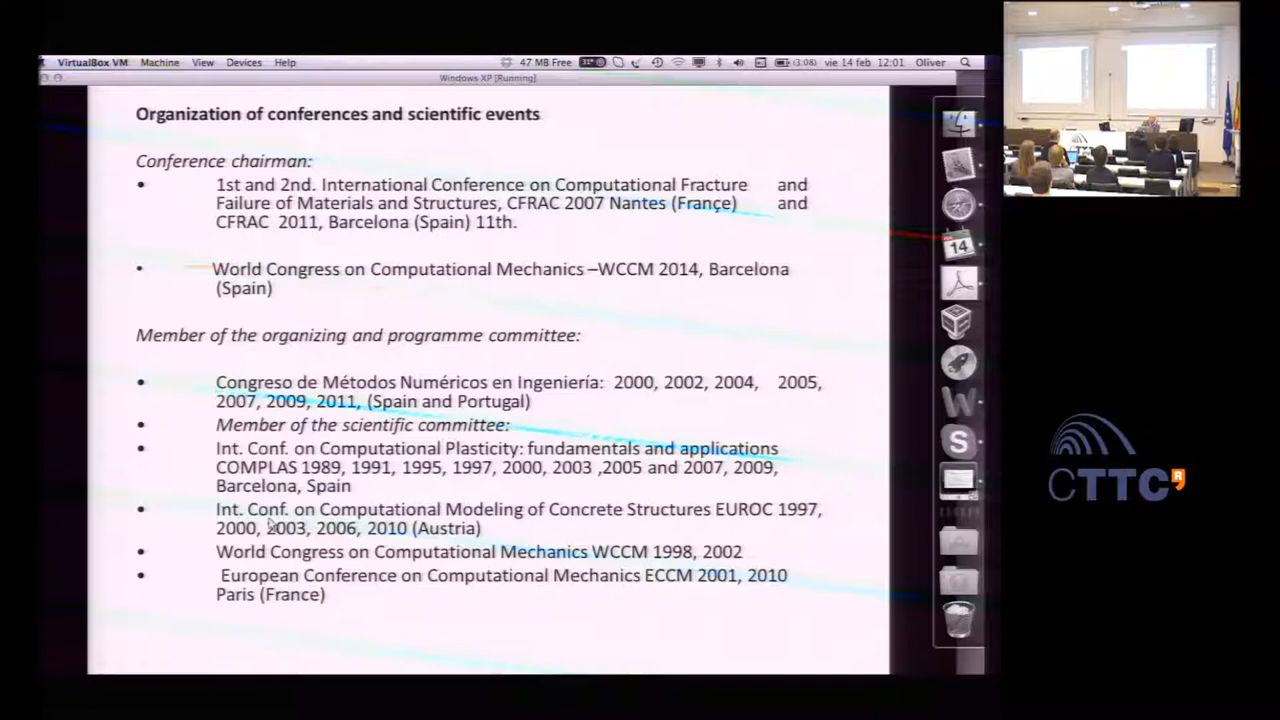 VirtualBox VM Machine View Devices Help 47 MB Free 31° (3:08) vie 14 feb 12:01 Oliver
Windows XP [Running]
Organization of conferences and scientific events
Conference chairman:
• 1st and 2nd. International Conference on Computational Fracture and
Failure of Materials and Structures, CFRAC 2007 Nantes (France) and
CFRAC 2011, Barcelona (Spain) 11th.
• World Congress on Computational Mechanics –WCCM 2014, Barcelona
(Spain)
Member of the organizing and programme committee:
• Congreso de Métodos Numéricos en Ingeniería: 2000, 2002, 2004, 2005,
2007, 2009, 2011, (Spain and Portugal)
• Member of the scientific committee:
• Int. Conf. on Computational Plasticity: fundamentals and applications
COMPLAS 1989, 1991, 1995, 1997, 2000, 2003 ,2005 and 2007, 2009,
Barcelona, Spain
• Int. Conf. on Computational Modeling of Concrete Structures EUROC 1997,
2000, 2003, 2006, 2010 (Austria)
• World Congress on Computational Mechanics WCCM 1998, 2002
• European Conference on Computational Mechanics ECCM 2001, 2010
Paris (France)
14
W
S
CTTC
R